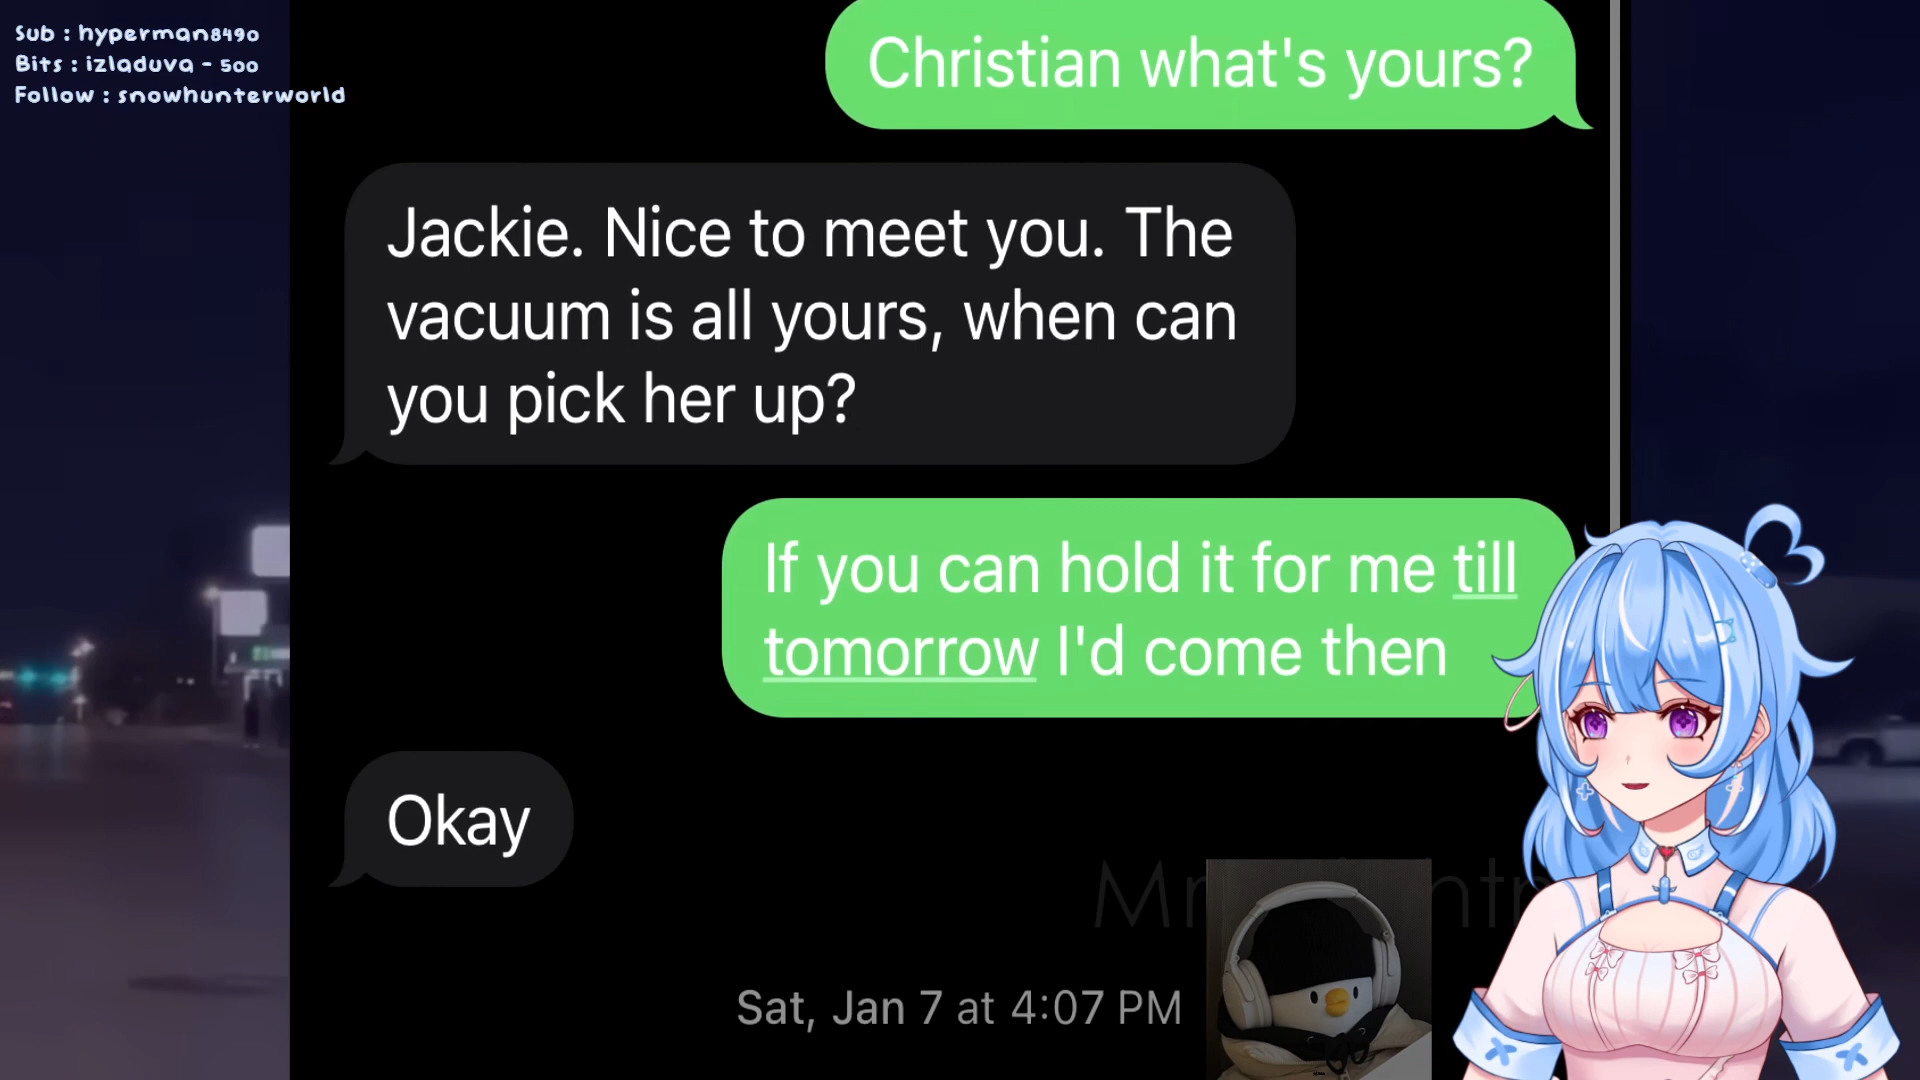 Sub : hyperman8490
Bits : izladuva - 500
Follow : snowhunterworld
Christian what's yours?
Jackie. Nice to meet you. The
vacuum is all yours, when can
you pick her up?
If you can hold it for me till
tomorrow I'd come then
Okay
Sat, Jan 7 at 4:07 PM